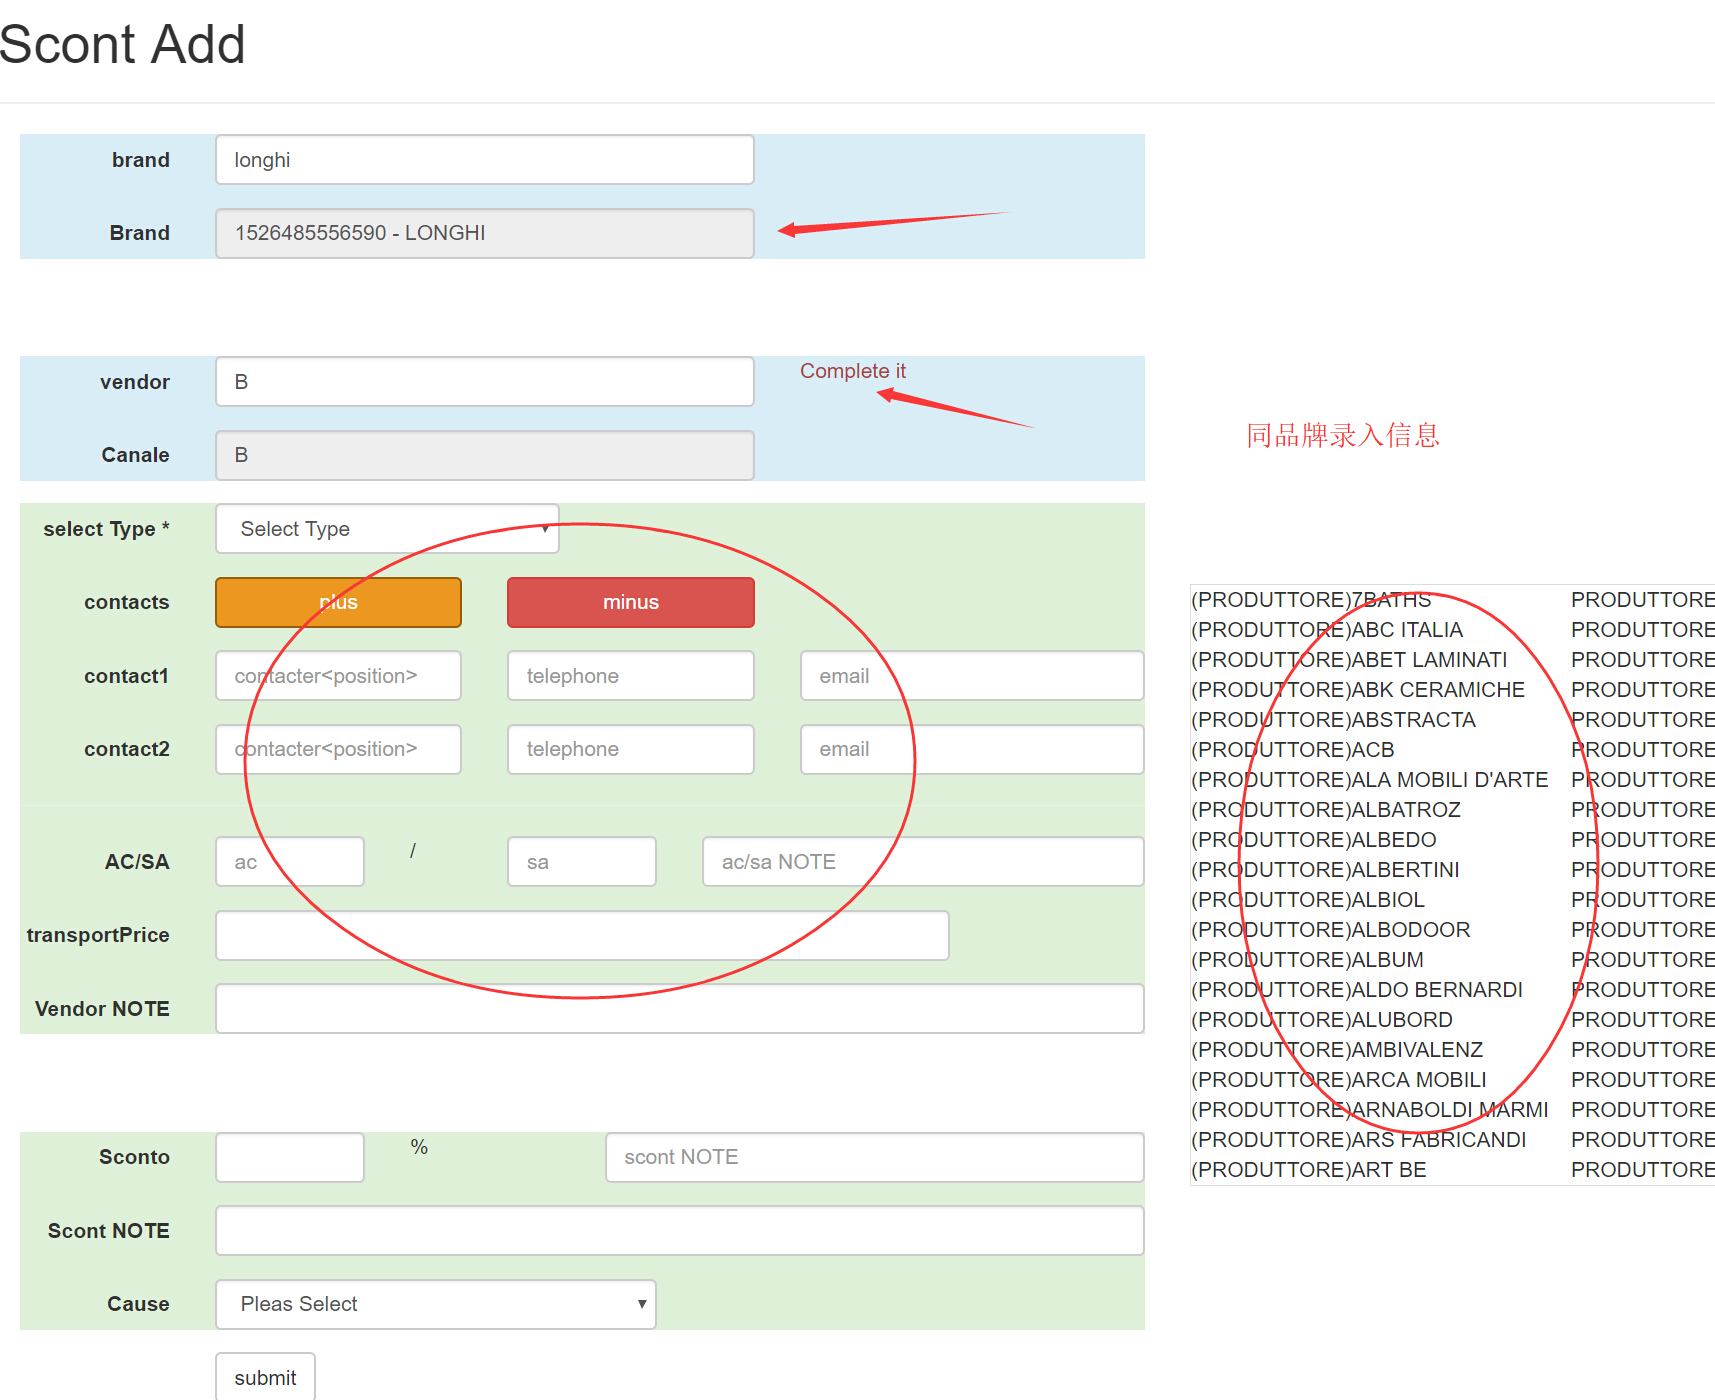 Scont Add
brand longhi
Brand 1526485556590 - LONGHI
vendor B Complete it
Canale B
同品牌录入信息
select Type * Select Type
contacts plus minus
contact1 contacter<position> telephone email
contact2 contacter<position> telephone email
AC/SA ac / sa ac/sa NOTE
transportPrice
Vendor NOTE
Sconto % scont NOTE
Scont NOTE
Cause Pleas Select
submit
(PRODUTTORE)7BATHS PRODUTTORE
(PRODUTTORE)ABC ITALIA PRODUTTORE
(PRODUTTORE)ABET LAMINATI PRODUTTORE
(PRODUTTORE)ABK CERAMICHE PRODUTTORE
(PRODUTTORE)ABSTRACTA PRODUTTORE
(PRODUTTORE)ACB PRODUTTORE
(PRODUTTORE)ALA MOBILI D'ARTE PRODUTTORE
(PRODUTTORE)ALBATROZ PRODUTTORE
(PRODUTTORE)ALBEDO PRODUTTORE
(PRODUTTORE)ALBERTINI PRODUTTORE
(PRODUTTORE)ALBIOL PRODUTTORE
(PRODUTTORE)ALBODOOR PRODUTTORE
(PRODUTTORE)ALBUM PRODUTTORE
(PRODUTTORE)ALDO BERNARDI PRODUTTORE
(PRODUTTORE)ALUBORD PRODUTTORE
(PRODUTTORE)AMBIVALENZ PRODUTTORE
(PRODUTTORE)ARCA MOBILI PRODUTTORE
(PRODUTTORE)ARNABOLDI MARMI PRODUTTORE
(PRODUTTORE)ARS FABRICANDI PRODUTTORE
(PRODUTTORE)ART BE PRODUTTORE